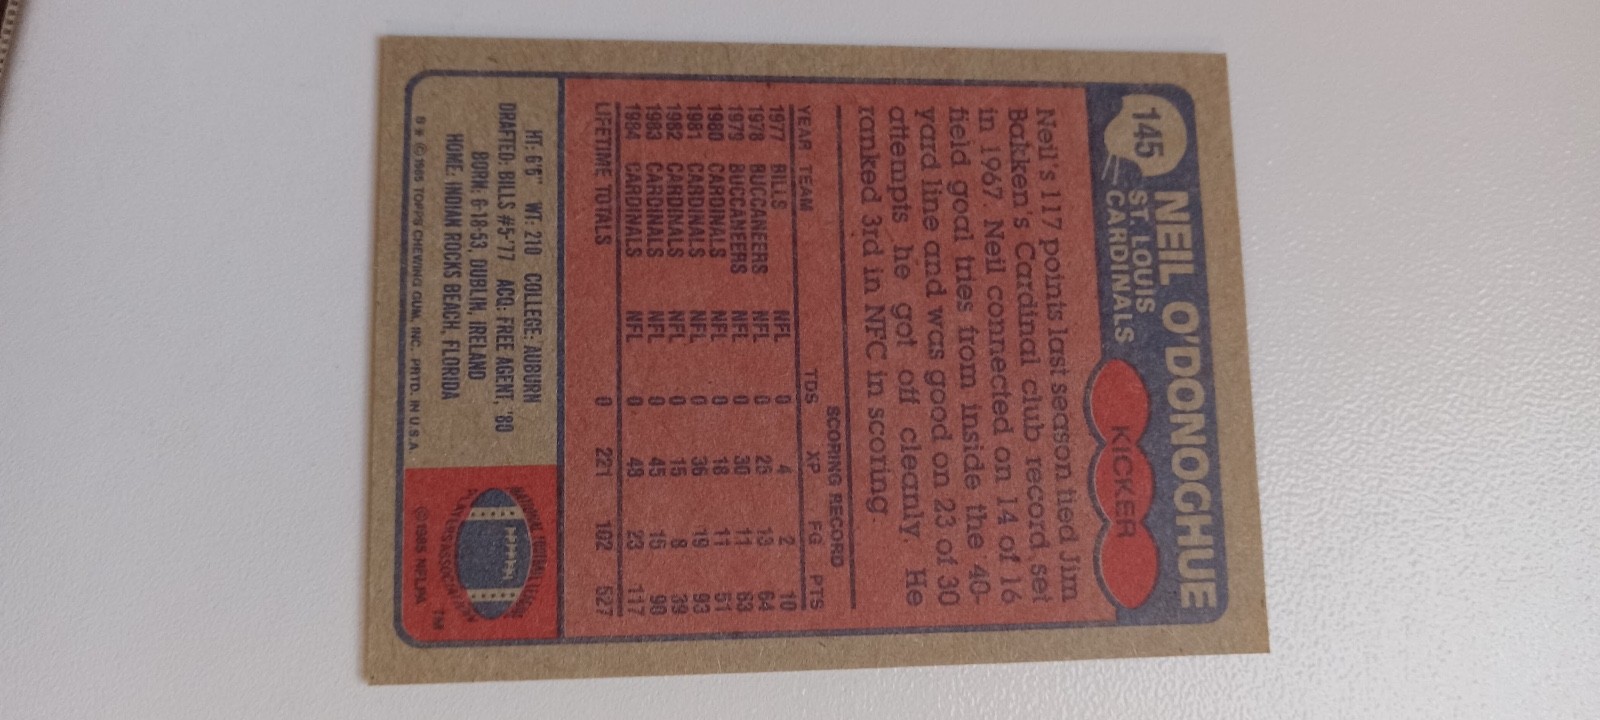 145
NEIL O'DONOGHUE
ST. LOUIS
CARDINALS
KICKER
Neil's 117 points last season tied Jim
Bakken's Cardinal club record set
in 1967. Neil connected on 14 of 16
field goal tries from inside the 40-
yard line and was good on 23 of 30
attempts he got off cleanly. He
ranked 3rd in NFC in scoring.
SCORING RECORD
YEAR TEAM TDS XP FG PTS
1977 BILLS NFL 0 4 2 10
1978 BUCCANEERS NFL 0 25 13 64
1979 BUCCANEERS NFL 0 30 11 63
1980 CARDINALS NFL 0 18 11 51
1981 CARDINALS NFL 0 36 19 93
1982 CARDINALS NFL 0 15 8 39
1983 CARDINALS NFL 0 45 15 90
1984 CARDINALS NFL 0 48 23 117
LIFETIME TOTALS 0 221 102 527
HT: 6'6" WT: 210 COLLEGE: AUBURN
DRAFTED: BILLS #5-'77 ACQ: FREE AGENT, '80
BORN: 6-18-53, DUBLIN, IRELAND
HOME: INDIAN ROCKS BEACH, FLORIDA
© 1985 TOPPS CHEWING GUM, INC. PRTD. IN U.S.A.
NATIONAL FOOTBALL LEAGUE
PLAYERS ASSOCIATION
TM
© 1985 NFLPA